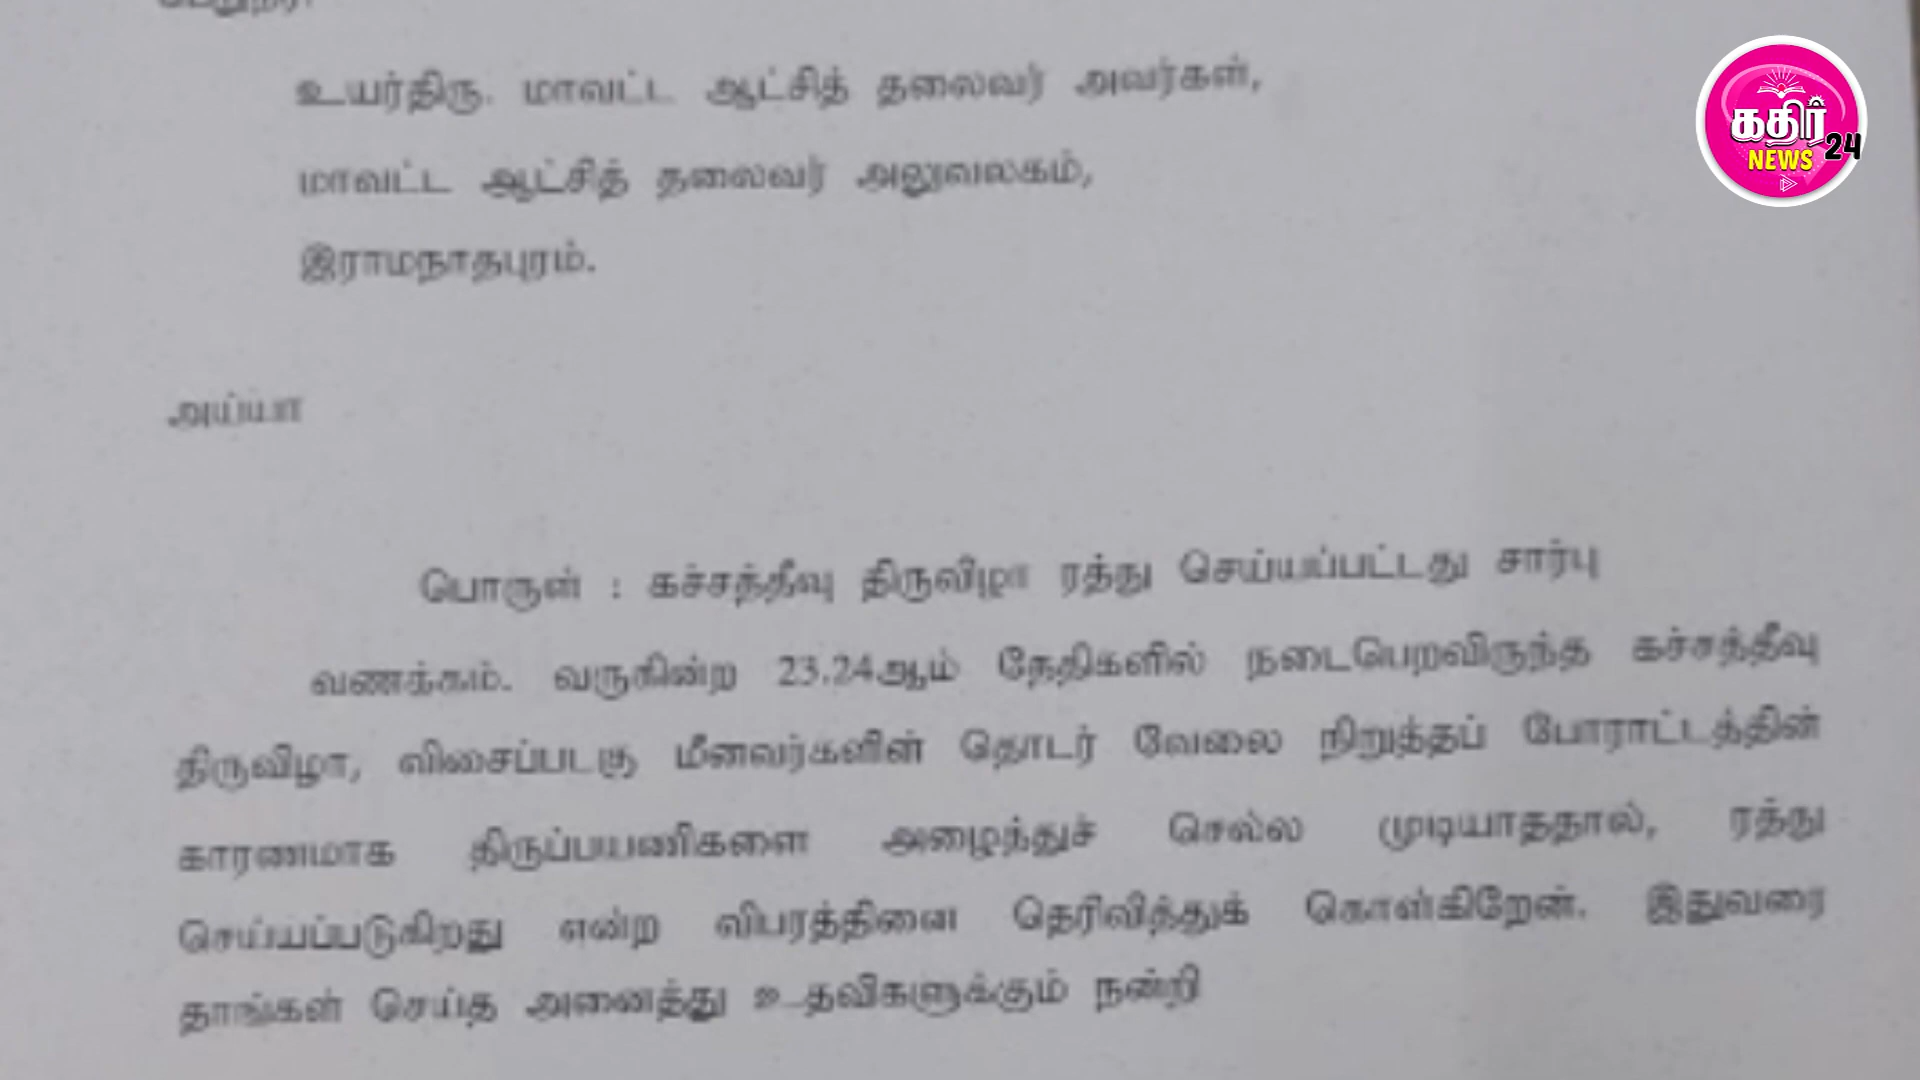 பெறுநர்:
உயர்திரு. மாவட்ட ஆட்சித் தலைவர் அவர்கள்,
மாவட்ட ஆட்சித் தலைவர் அலுவலகம்,
இராமநாதபுரம்.
கதிர்
NEWS 24
அய்யா
பொருள் : கச்சத்தீவு திருவிழா ரத்து செய்யப்பட்டது சார்பு
வணக்கம். வருகின்ற 23.24ஆம் தேதிகளில் நடைபெறவிருந்த கச்சத்தீவு
திருவிழா, விசைப்படகு மீனவர்களின் தொடர் வேலை நிறுத்தப் போராட்டத்தின்
காரணமாக திருப்பயணிகளை அழைந்துச் செல்ல முடியாததால், ரத்து
செய்யப்படுகிறது என்ற விபரத்தினை தெரிவித்துக் கொள்கிறேன். இதுவரை
தாங்கள் செய்த அனைத்து உதவிகளுக்கும் நன்றி